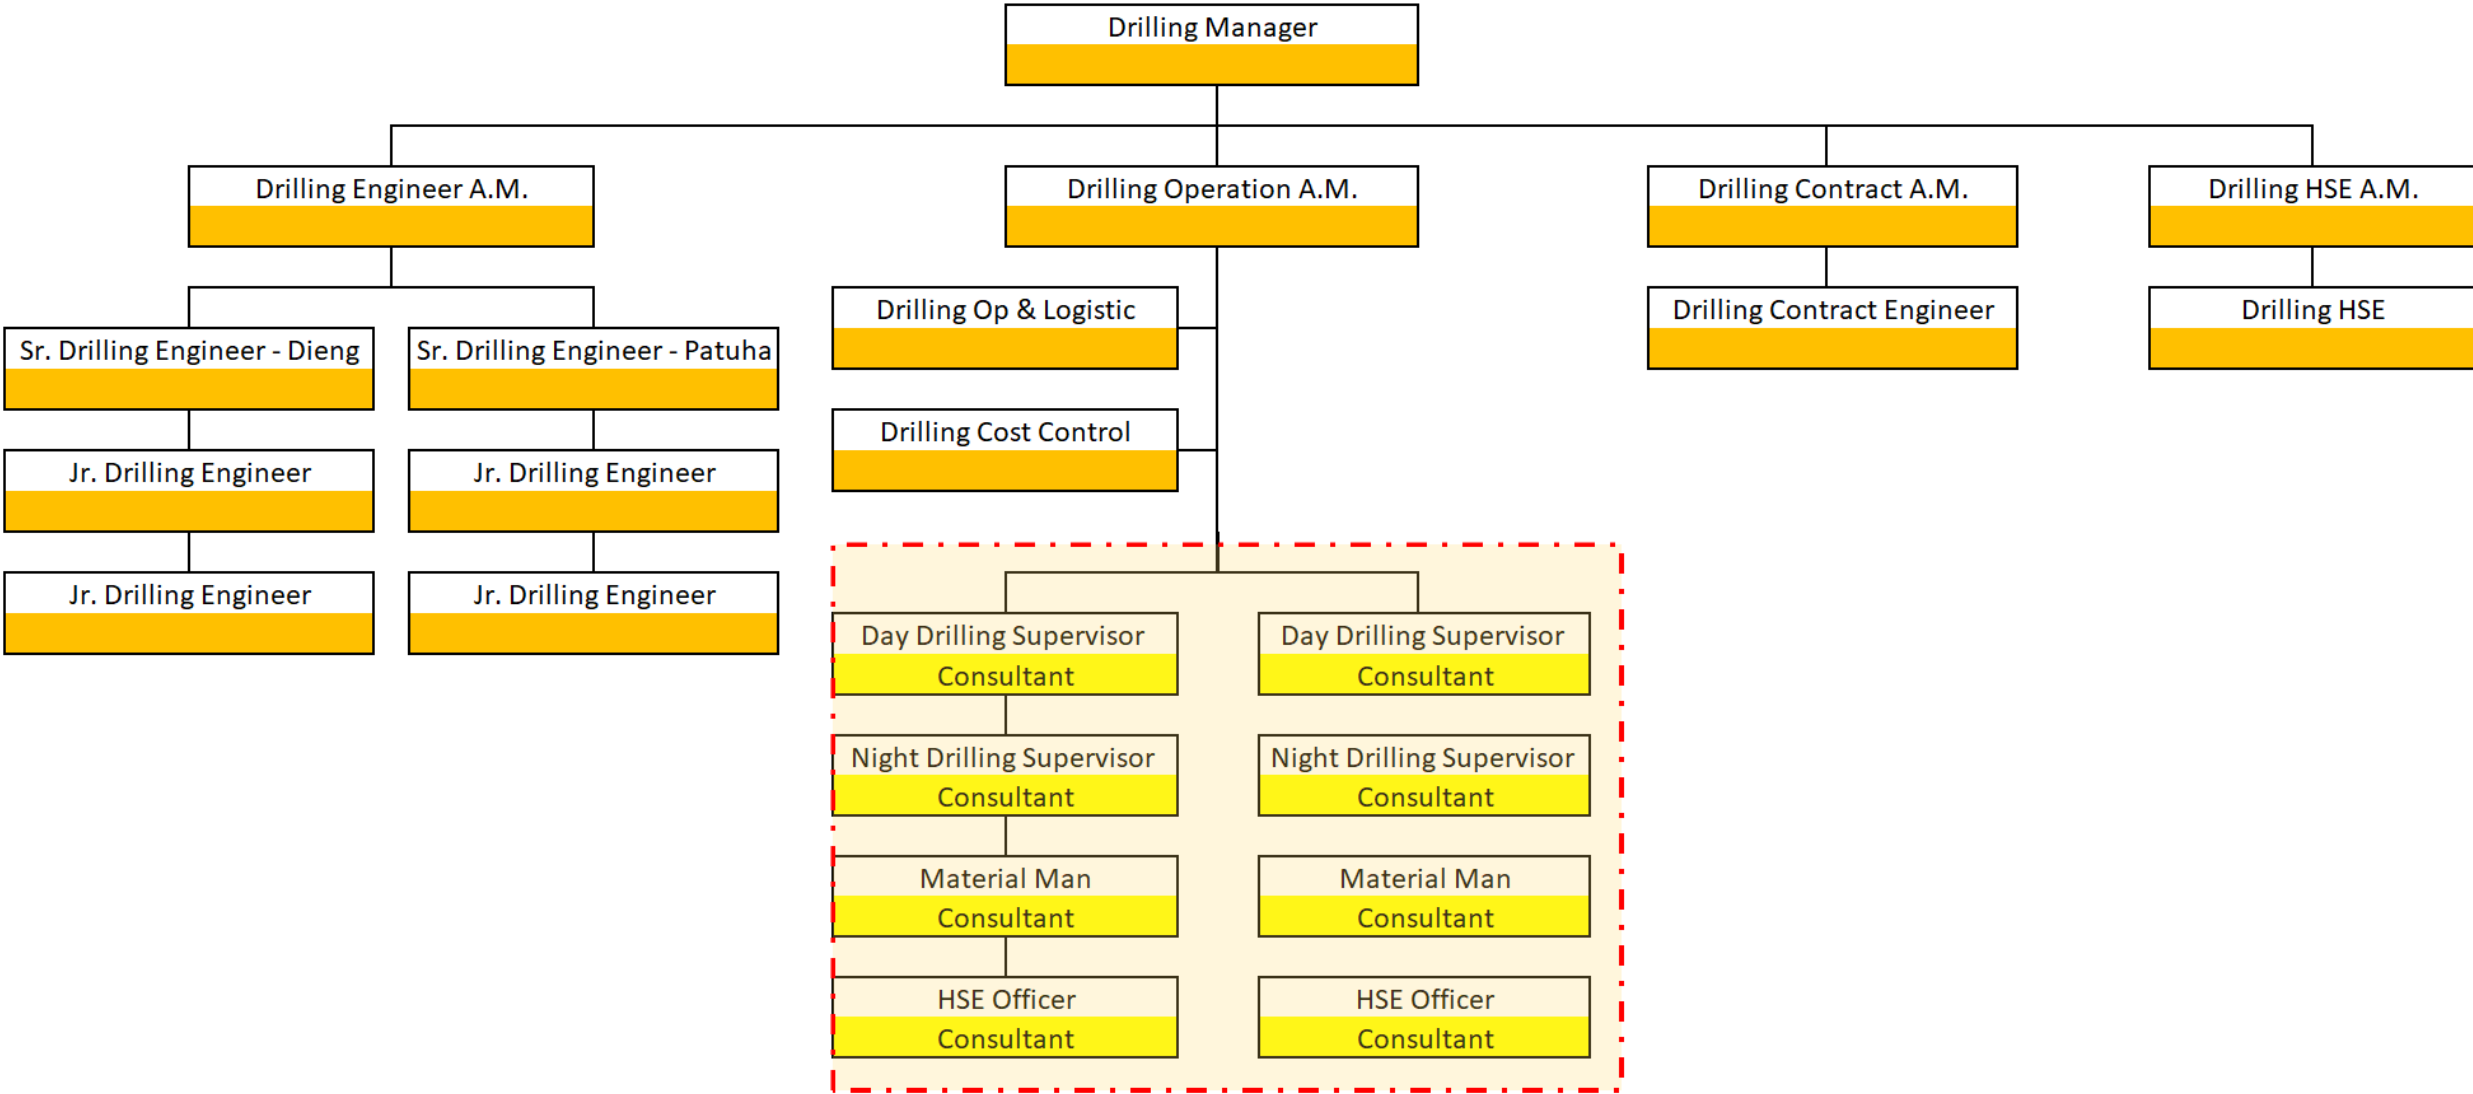 Drilling Manager
Drilling Engineer A.M.
Drilling Operation A.M.
Drilling Contract A.M.
Drilling HSE A.M.
Drilling Op & Logistic
Drilling Contract Engineer
Drilling HSE
Sr. Drilling Engineer - Dieng
Sr. Drilling Engineer - Patuha
Drilling Cost Control
Jr. Drilling Engineer
Jr. Drilling Engineer
Jr. Drilling Engineer
Jr. Drilling Engineer
Day Drilling Supervisor
Consultant
Day Drilling Supervisor
Consultant
Night Drilling Supervisor
Consultant
Night Drilling Supervisor
Consultant
Material Man
Consultant
Material Man
Consultant
HSE Officer
Consultant
HSE Officer
Consultant